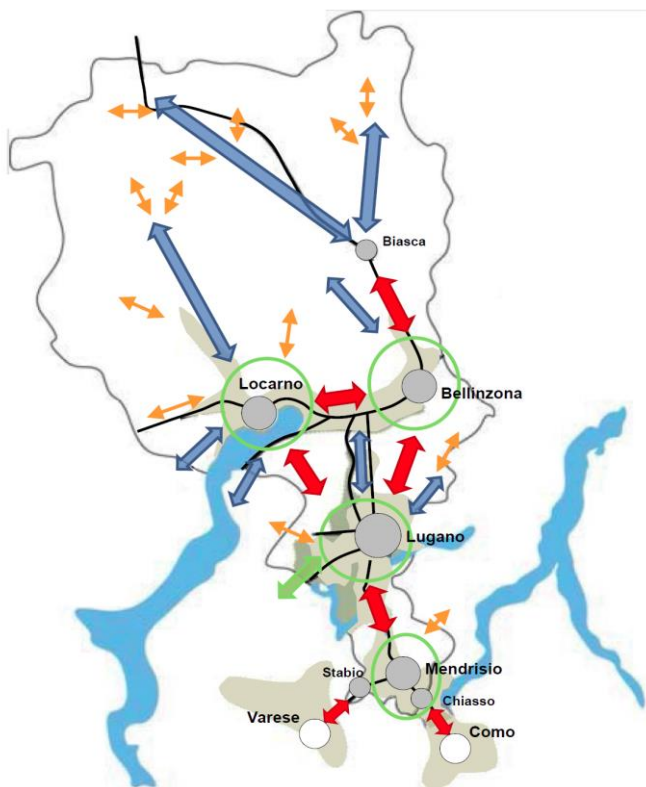 Biasca
Locarno
Bellinzona
Lugano
Stabio
Mendrisio
Chiasso
Varese
Como